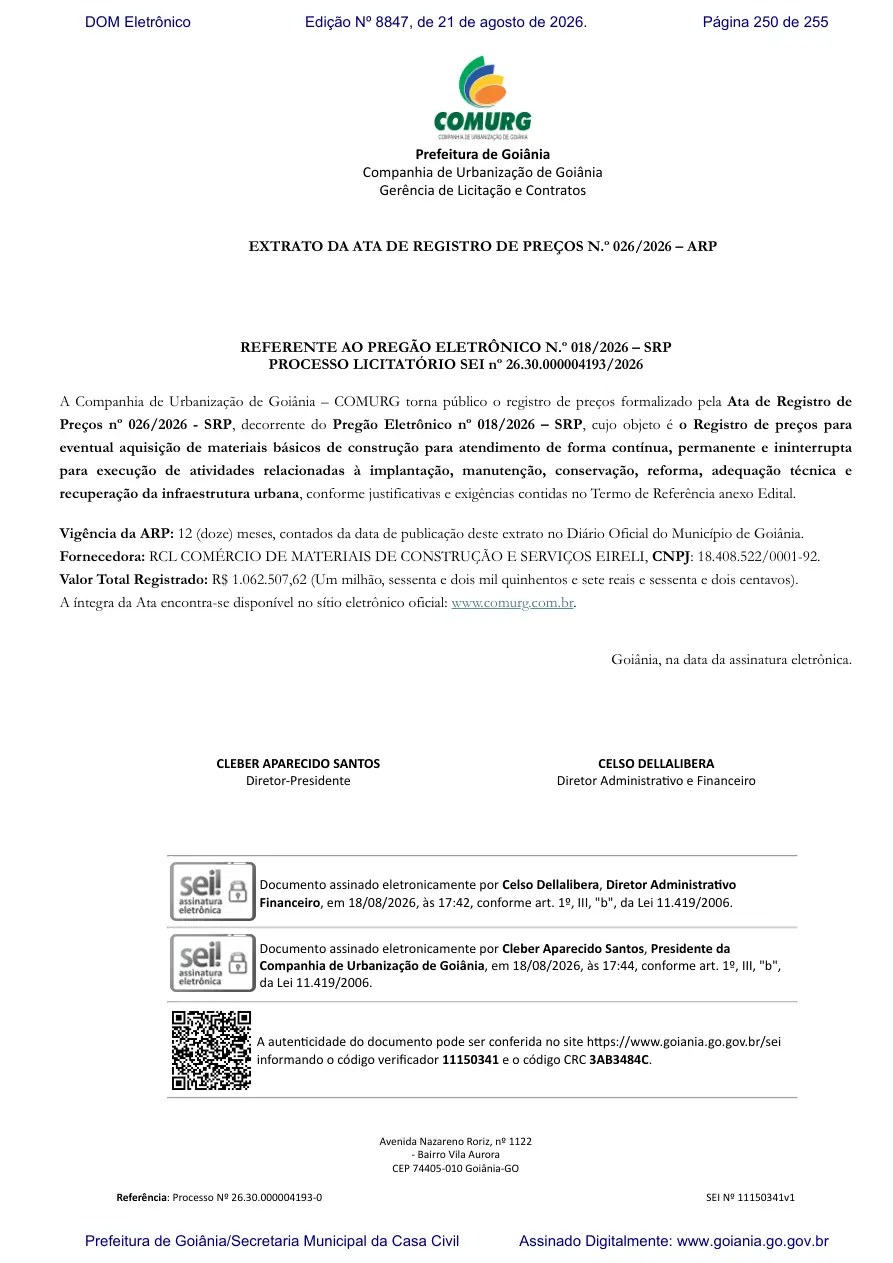 DOM Eletrônico Edição Nº 8847, de 21 de agosto de 2026. Página 250 de 255
COMURG
COMPANHIA DE URBANIZAÇÃO DE GOIÂNIA
Prefeitura de Goiânia
Companhia de Urbanização de Goiânia
Gerência de Licitação e Contratos
EXTRATO DA ATA DE REGISTRO DE PREÇOS N.º 026/2026 – ARP
REFERENTE AO PREGÃO ELETRÔNICO N.º 018/2026 – SRP
PROCESSO LICITATÓRIO SEI nº 26.30.000004193/2026
A Companhia de Urbanização de Goiânia – COMURG torna público o registro de preços formalizado pela Ata de Registro de
Preços nº 026/2026 - SRP, decorrente do Pregão Eletrônico nº 018/2026 – SRP, cujo objeto é o Registro de preços para
eventual aquisição de materiais básicos de construção para atendimento de forma contínua, permanente e ininterrupta
para execução de atividades relacionadas à implantação, manutenção, conservação, reforma, adequação técnica e
recuperação da infraestrutura urbana, conforme justificativas e exigências contidas no Termo de Referência anexo Edital.
Vigência da ARP: 12 (doze) meses, contados da data de publicação deste extrato no Diário Oficial do Município de Goiânia.
Fornecedora: RCL COMÉRCIO DE MATERIAIS DE CONSTRUÇÃO E SERVIÇOS EIRELI, CNPJ: 18.408.522/0001-92.
Valor Total Registrado: R$ 1.062.507,62 (Um milhão, sessenta e dois mil quinhentos e sete reais e sessenta e dois centavos).
A íntegra da Ata encontra-se disponível no sítio eletrônico oficial: www.comurg.com.br.
Goiânia, na data da assinatura eletrônica.
CLEBER APARECIDO SANTOS CELSO DELLALIBERA
Diretor-Presidente Diretor Administrativo e Financeiro
sei!
assinatura
eletrônica
Documento assinado eletronicamente por Celso Dellalibera, Diretor Administrativo
Financeiro, em 18/08/2026, às 17:42, conforme art. 1º, III, "b", da Lei 11.419/2006.
sei!
assinatura
eletrônica
Documento assinado eletronicamente por Cleber Aparecido Santos, Presidente da
Companhia de Urbanização de Goiânia, em 18/08/2026, às 17:44, conforme art. 1º, III, "b",
da Lei 11.419/2006.
A autenticidade do documento pode ser conferida no site https://www.goiania.go.gov.br/sei
informando o código verificador 11150341 e o código CRC 3AB3484C.
Avenida Nazareno Roriz, nº 1122
- Bairro Vila Aurora
CEP 74405-010 Goiânia-GO
Referência: Processo Nº 26.30.000004193-0 SEI Nº 11150341v1
Prefeitura de Goiânia/Secretaria Municipal da Casa Civil Assinado Digitalmente: www.goiania.go.gov.br